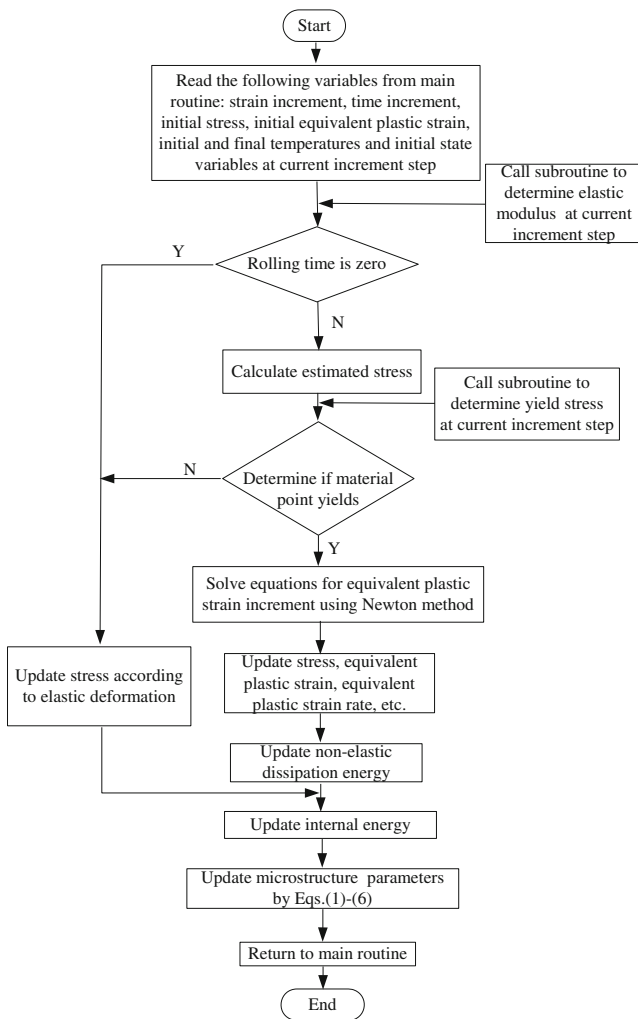 Start
Read the following variables from main
routine: strain increment, time increment,
initial stress, initial equivalent plastic strain,
initial and final temperatures and initial state
variables at current increment step
Call subroutine to
determine elastic
modulus at current
increment step
Y
Rolling time is zero
N
Calculate estimated stress
Call subroutine to
determine yield stress
at current increment step
N
Determine if material
point yields
Y
Solve equations for equivalent plastic
strain increment using Newton method
Update stress according
to elastic deformation
Update stress, equivalent
plastic strain, equivalent
plastic strain rate, etc.
Update non-elastic
dissipation energy
Update internal energy
Update microstructure parameters
by Eqs.(1)-(6)
Return to main routine
End